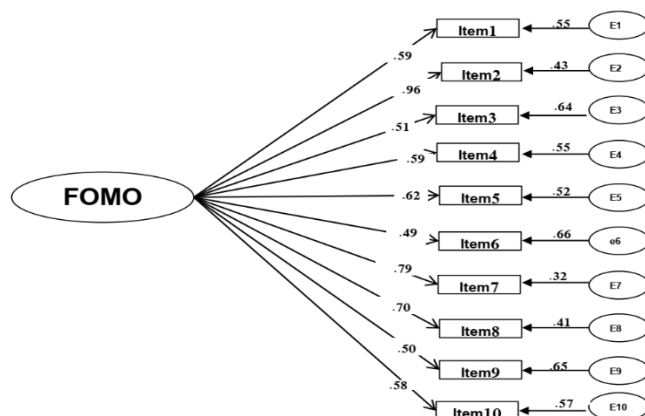 .59 Item1 .55 E1
.96 Item2 .43 E2
.51 Item3 .64 E3
.59 Item4 .55 E4
FOMO .62 Item5 .52 E5
.49 Item6 .66 e6
.79 Item7 .32 E7
.70 Item8 .41 E8
.50 Item9 .65 E9
.58 Item10 .57 E10